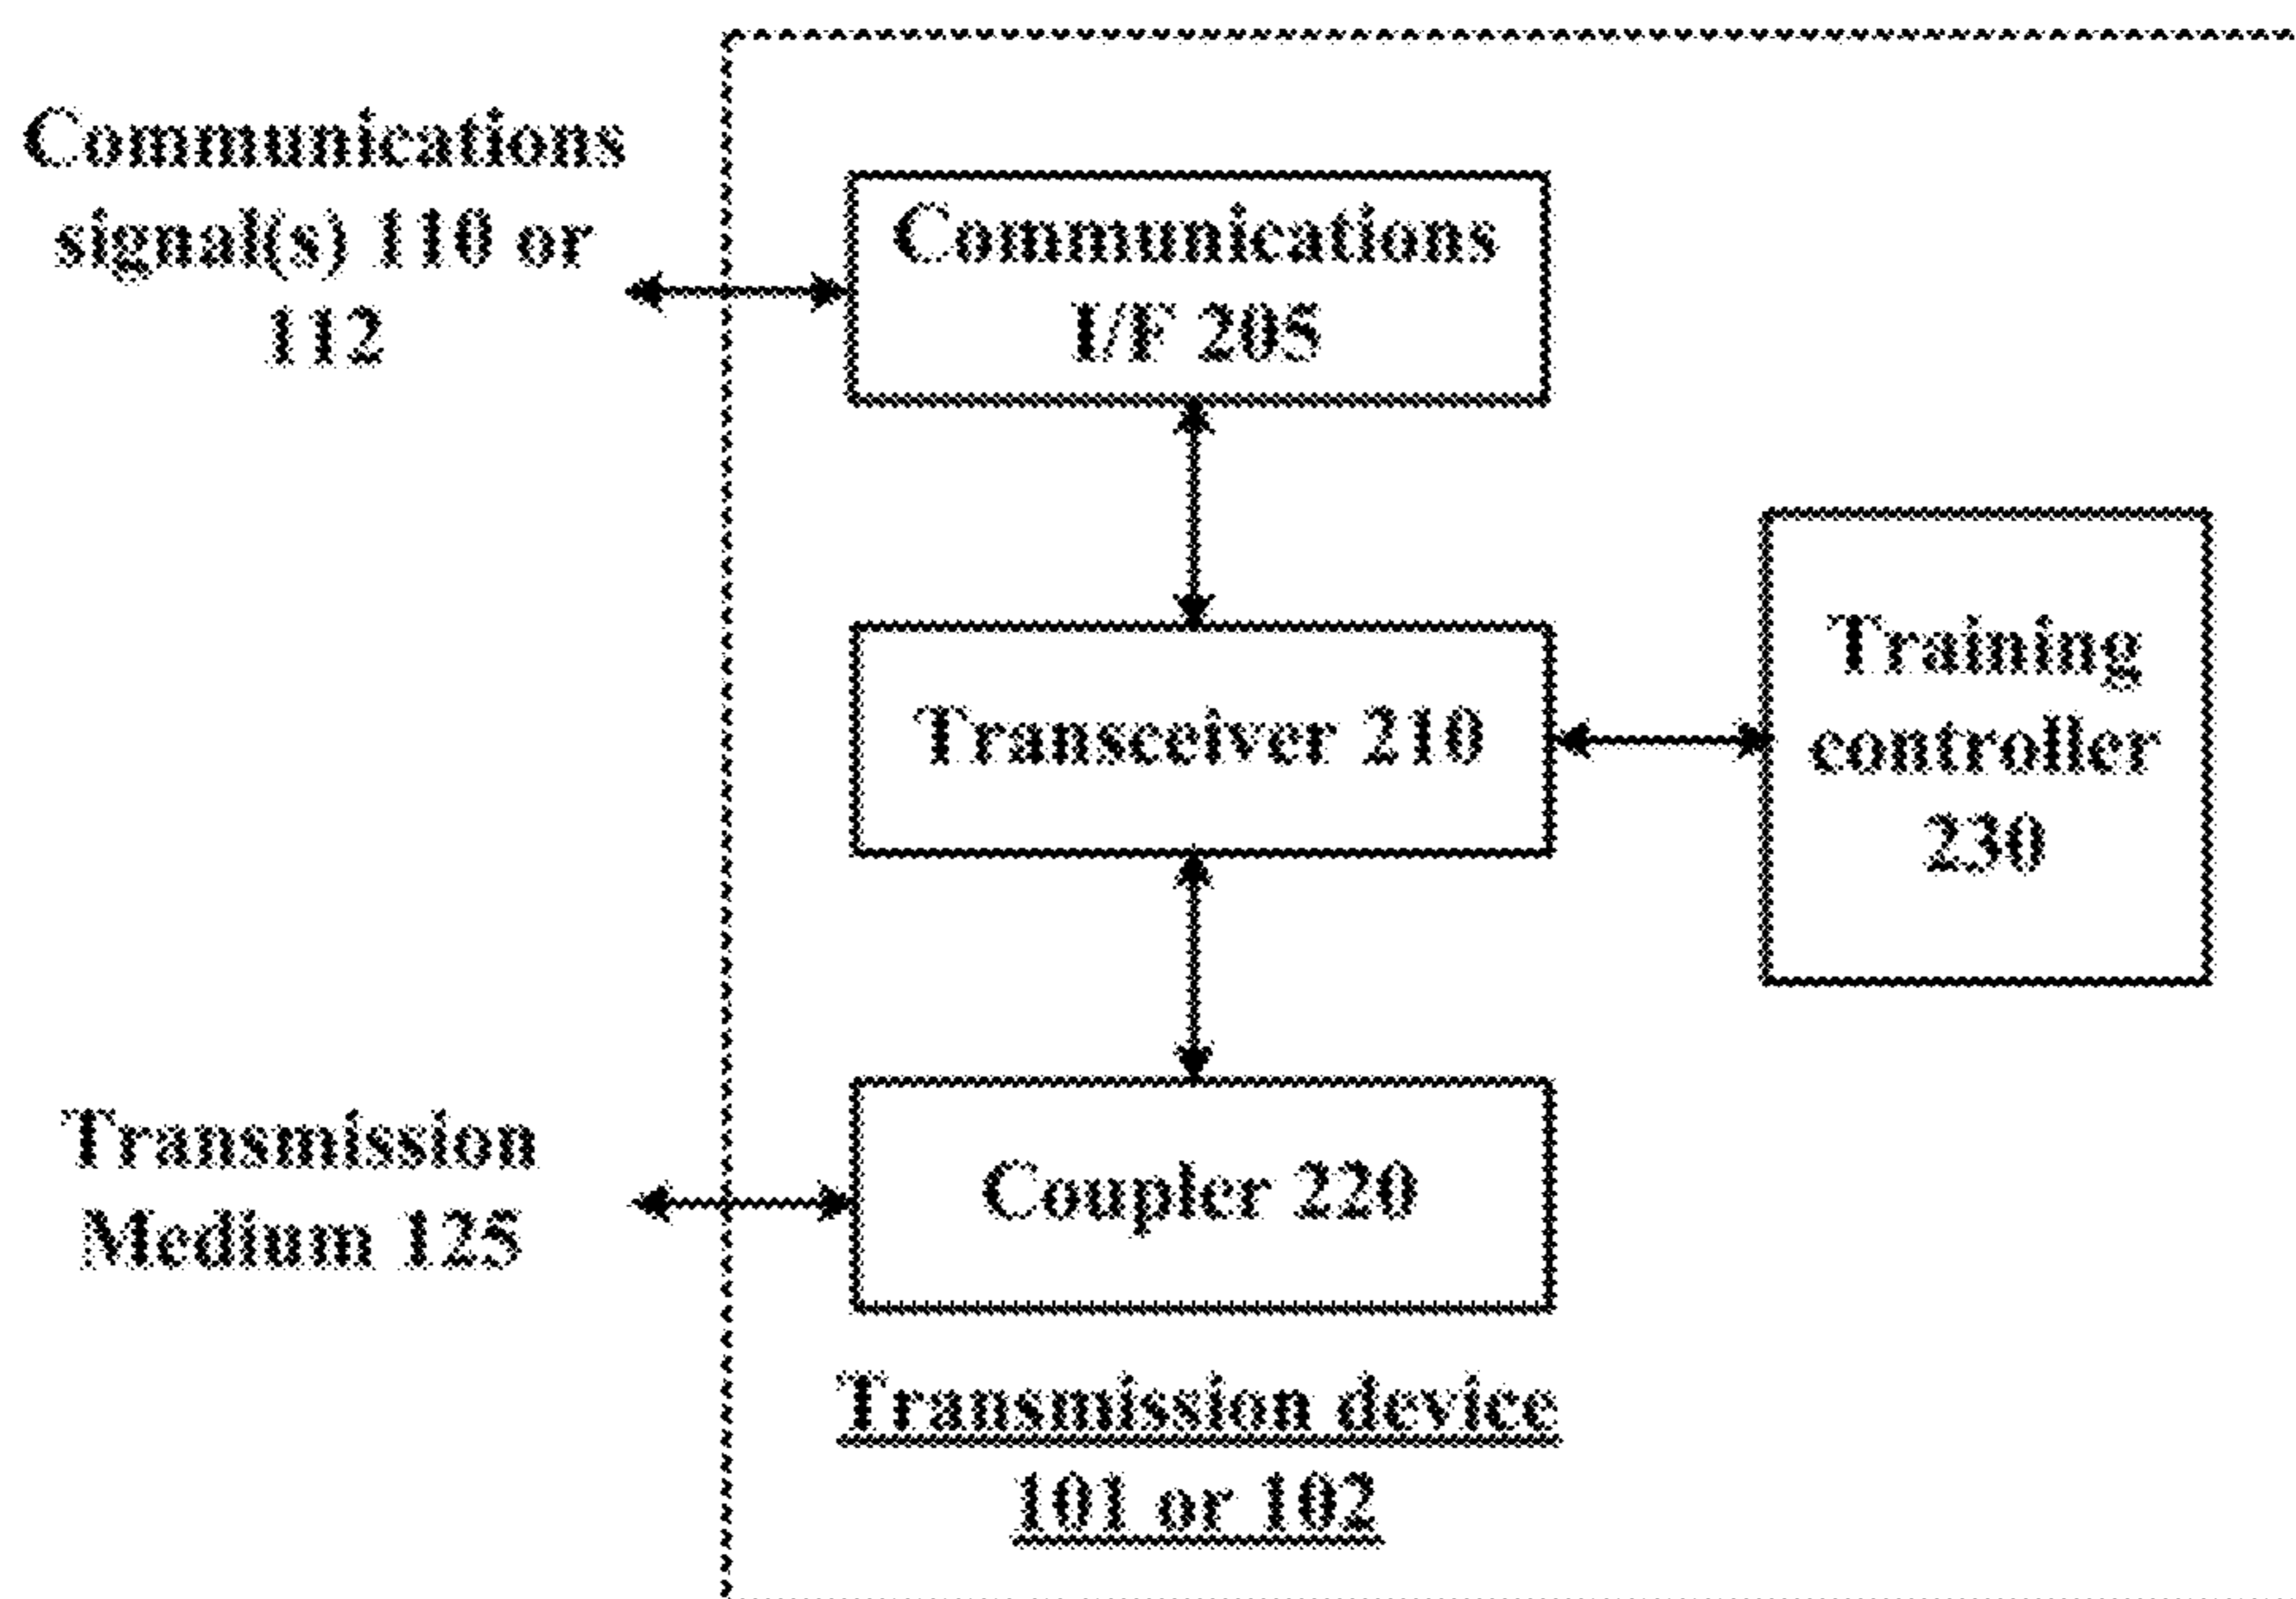 Communications
signal(s) 110 or
112
Communications
I/F 205
Transceiver 210
Training
controller
230
Transmission
Medium 125
Coupler 220
Transmission device
101 or 102